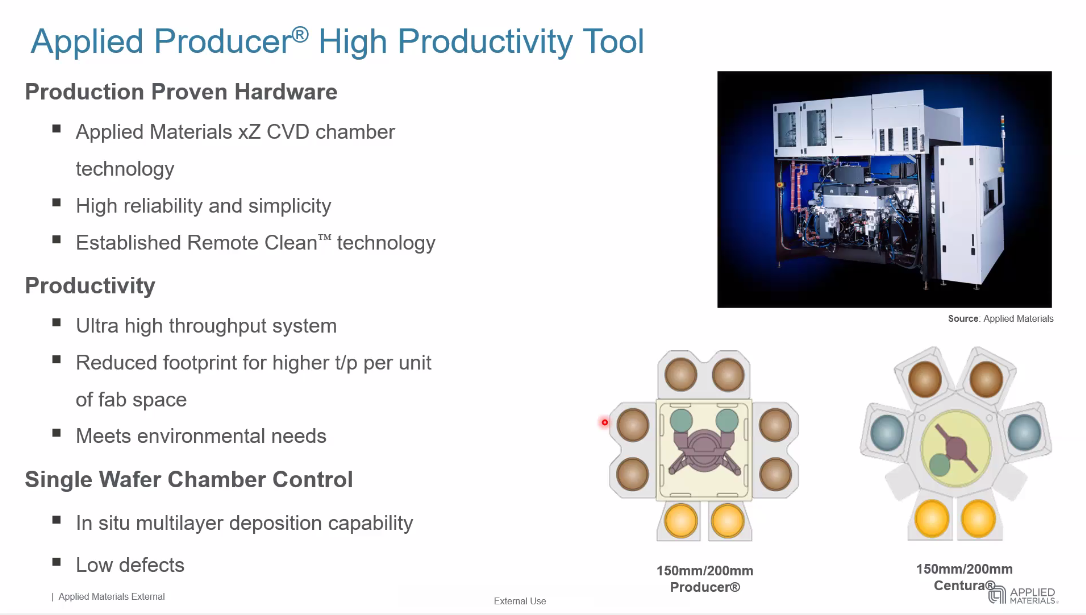 Applied Producer® High Productivity Tool
Production Proven Hardware
Applied Materials xZ CVD chamber
technology
High reliability and simplicity
Established Remote Clean™ technology
Productivity
Ultra high throughput system
Reduced footprint for higher t/p per unit
of fab space
Meets environmental needs
Single Wafer Chamber Control
In situ multilayer deposition capability
Low defects
Source: Applied Materials
150mm/200mm
Producer®
150mm/200mm
Centura®
| Applied Materials External
External Use
APPLIED
MATERIALS®